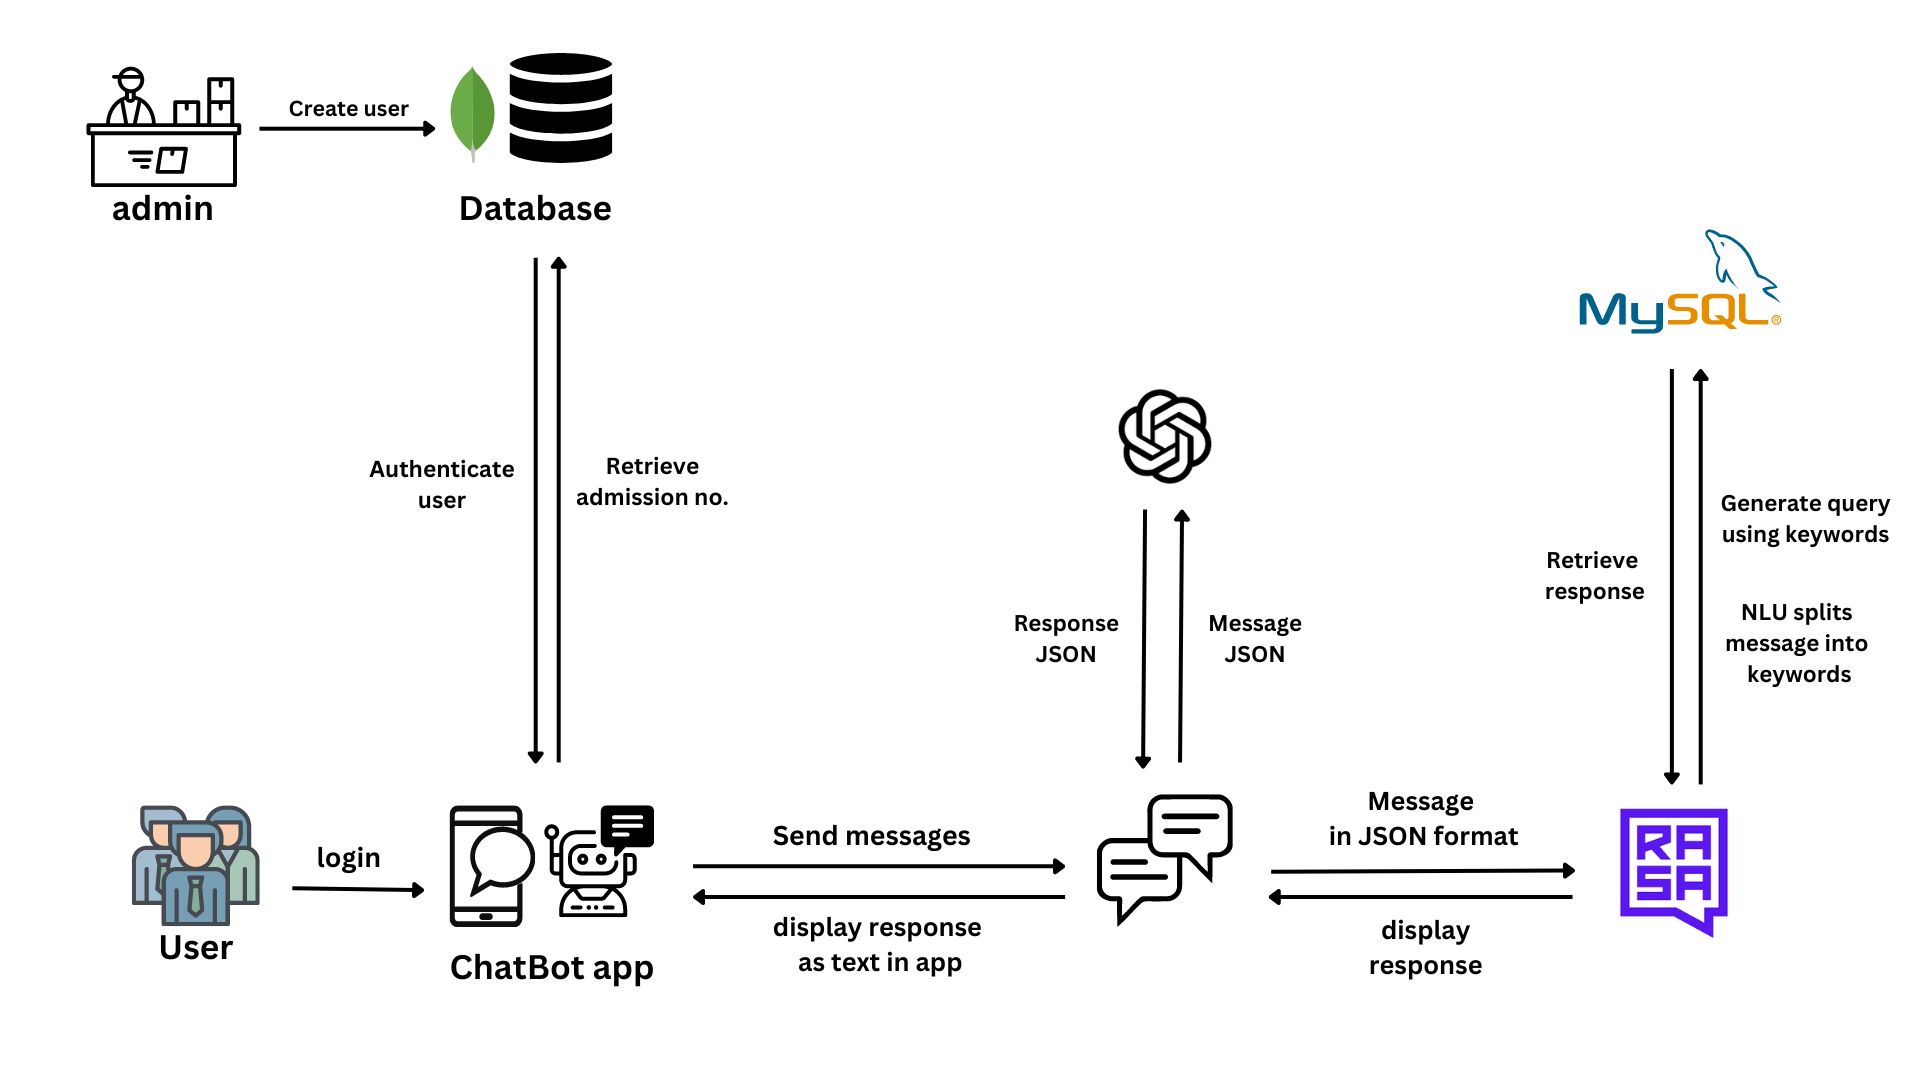 Create user
admin
Database
MySQL®
Authenticate
user
Retrieve
admission no.
Response
JSON
Message
JSON
Retrieve
response
Generate query
using keywords
NLU splits
message into
keywords
login
User
ChatBot app
Send messages
display response
as text in app
Message
in JSON format
display
response
RA
SA